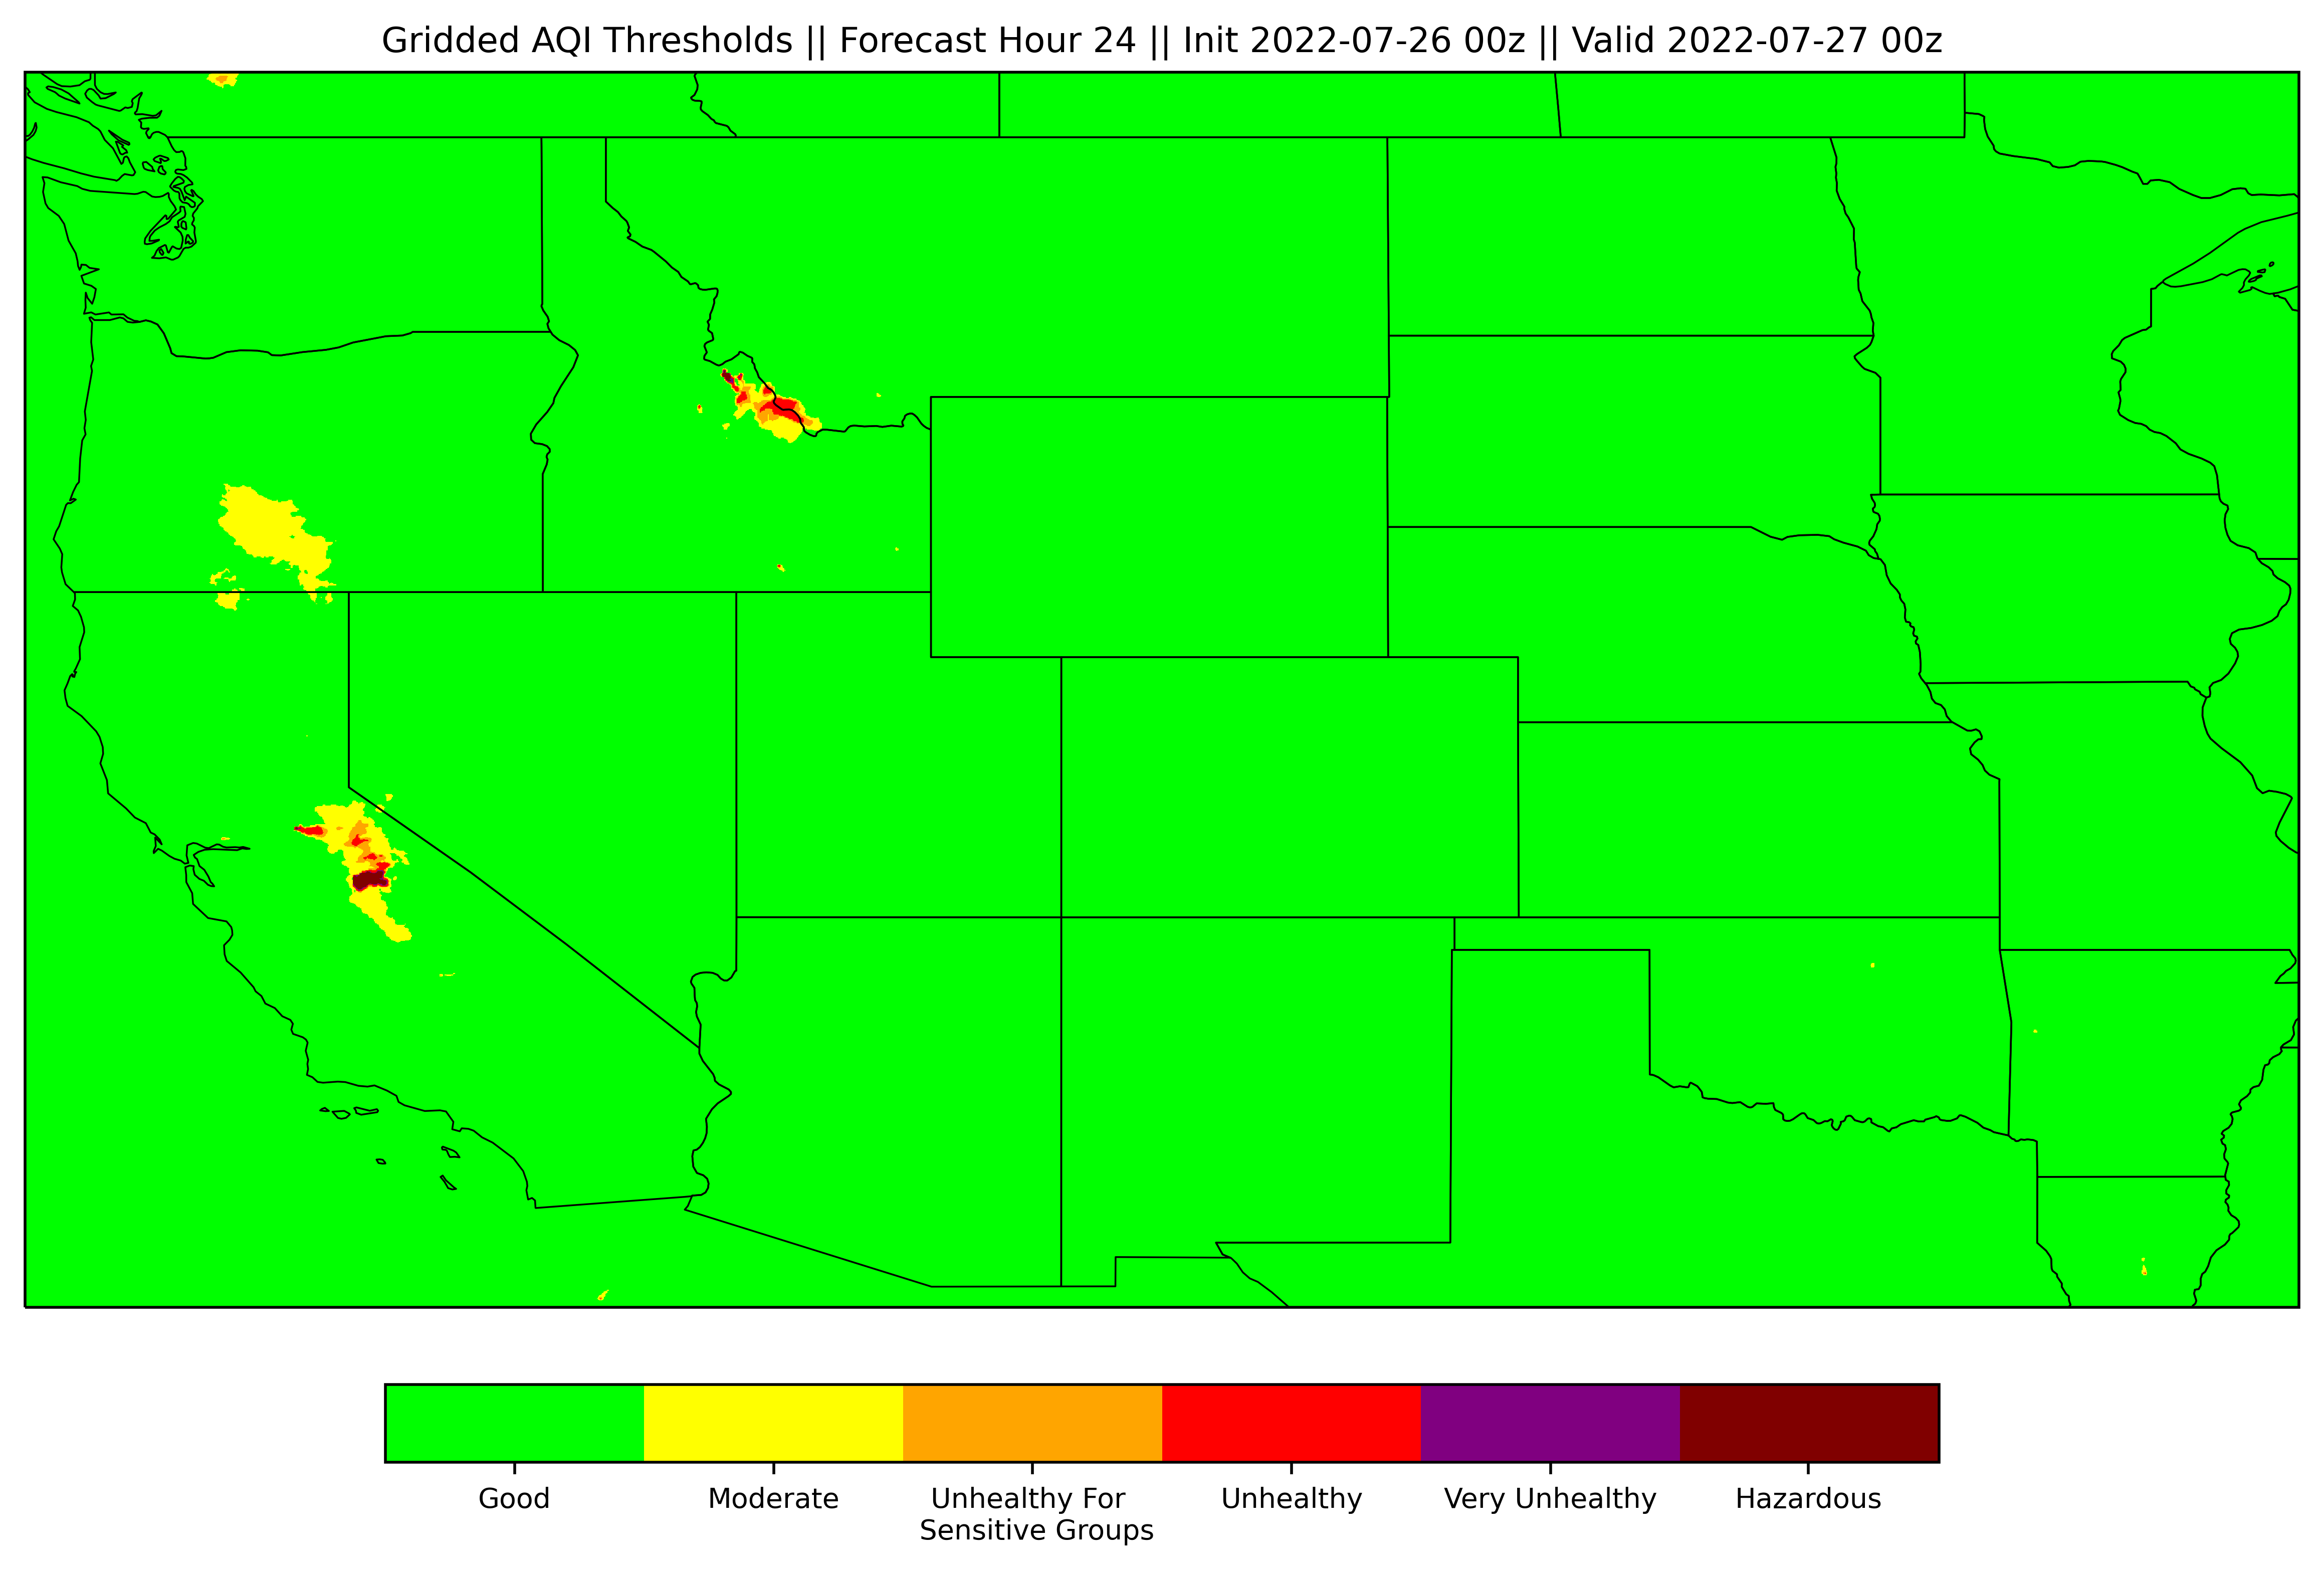 Gridded AQI Thresholds || Forecast Hour 24 || Init 2022-07-26 00z || Valid 2022-07-27 00z
Good Moderate Unhealthy For Unhealthy Very Unhealthy Hazardous
Sensitive Groups